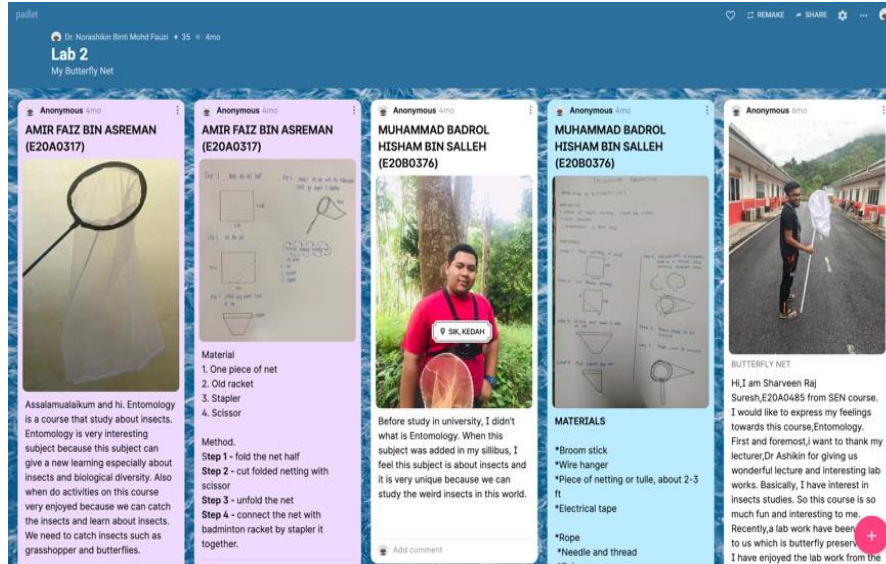 padlet
REMAKE
SHARE
Dr. Norashikin Binti Mohd Fauzi • 35 • 4mo
Lab 2
My Butterfly Net
Anonymous 4mo
AMIR FAIZ BIN ASREMAN
(E20A0317)
Assalamualaikum and hi. Entomology
is a course that study about insects.
Entomology is very interesting
subject because this subject can
give a new learning especially about
insects and biological diversity. Also
when do activities on this course
very enjoyed because we can catch
the insects and learn about insects.
We need to catch insects such as
grasshopper and butterflies.
Anonymous 4mo
AMIR FAIZ BIN ASREMAN
(E20A0317)
Material
1. One piece of net
2. Old racket
3. Stapler
4. Scissor
Method.
Step 1 - fold the net half
Step 2 - cut folded netting with
scissor
Step 3 - unfold the net
Step 4 - connect the net with
badminton racket by stapler it
together.
Anonymous 4mo
MUHAMMAD BADROL
HISHAM BIN SALLEH
(E20B0376)
SIK, KEDAH
Before study in university, I didn't
what is Entomology. When this
subject was added in my sillibus, I
feel this subject is about insects and
it is very unique because we can
study the weird insects in this world.
Add comment
Anonymous 4mo
MUHAMMAD BADROL
HISHAM BIN SALLEH
(E20B0376)
MATERIALS
*Broom stick
*Wire hanger
*Piece of netting or tulle, about 2-3
ft
*Electrical tape
*Rope
*Needle and thread
Anonymous 6mo
BUTTERFLY NET
Hi,I am Sharveen Raj
Suresh,E20A0485 from SEN course.
I would like to express my feelings
towards this course,Entomology.
First and foremost,i want to thank my
lecturer,Dr Ashikin for giving us
wonderful lecture and interesting lab
works. Basically, I have interest in
insects studies. So this course is so
much fun and interesting to me.
Recently,a lab work have been
to us which is butterfly
I have enjoyed the lab work from the